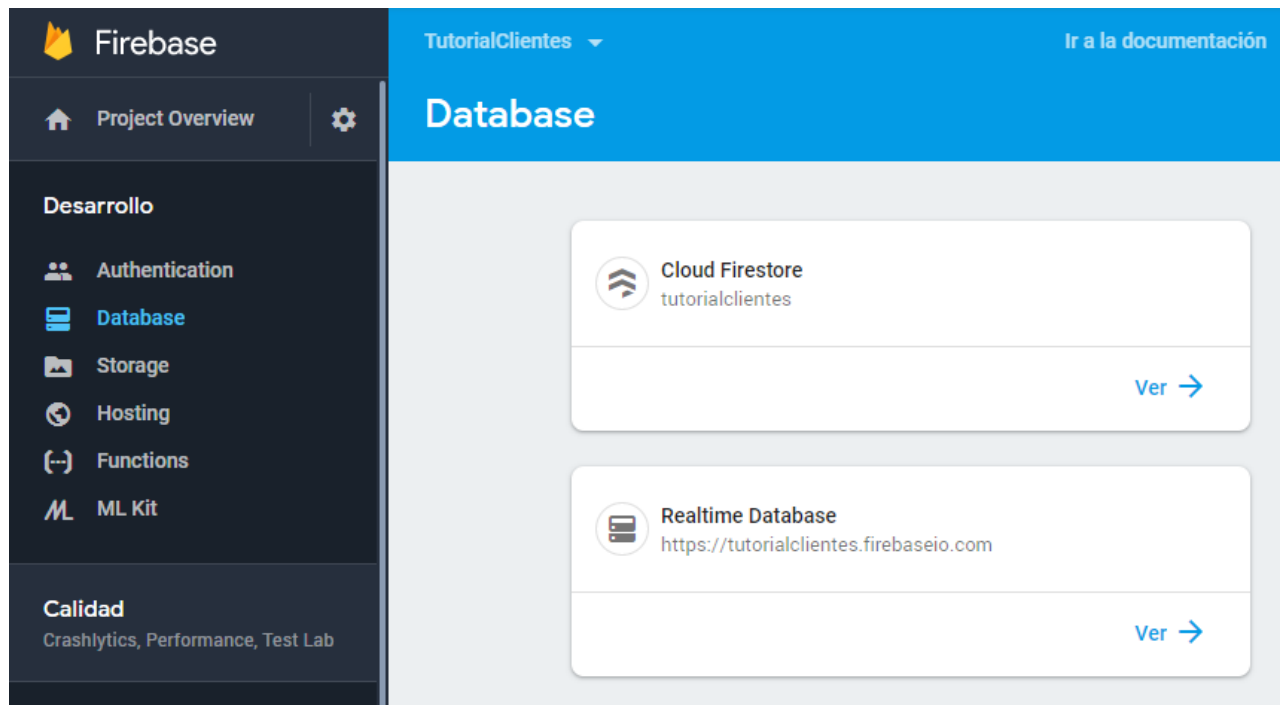 Firebase
Project Overview
Desarrollo
Authentication
Database
Storage
Hosting
Functions
ML Kit
Calidad
Crashlytics, Performance, Test Lab
TutorialClientes
Ir a la documentación
Database
Cloud Firestore
tutorialclientes
Ver
Realtime Database
https://tutorialclientes.firebaseio.com
Ver